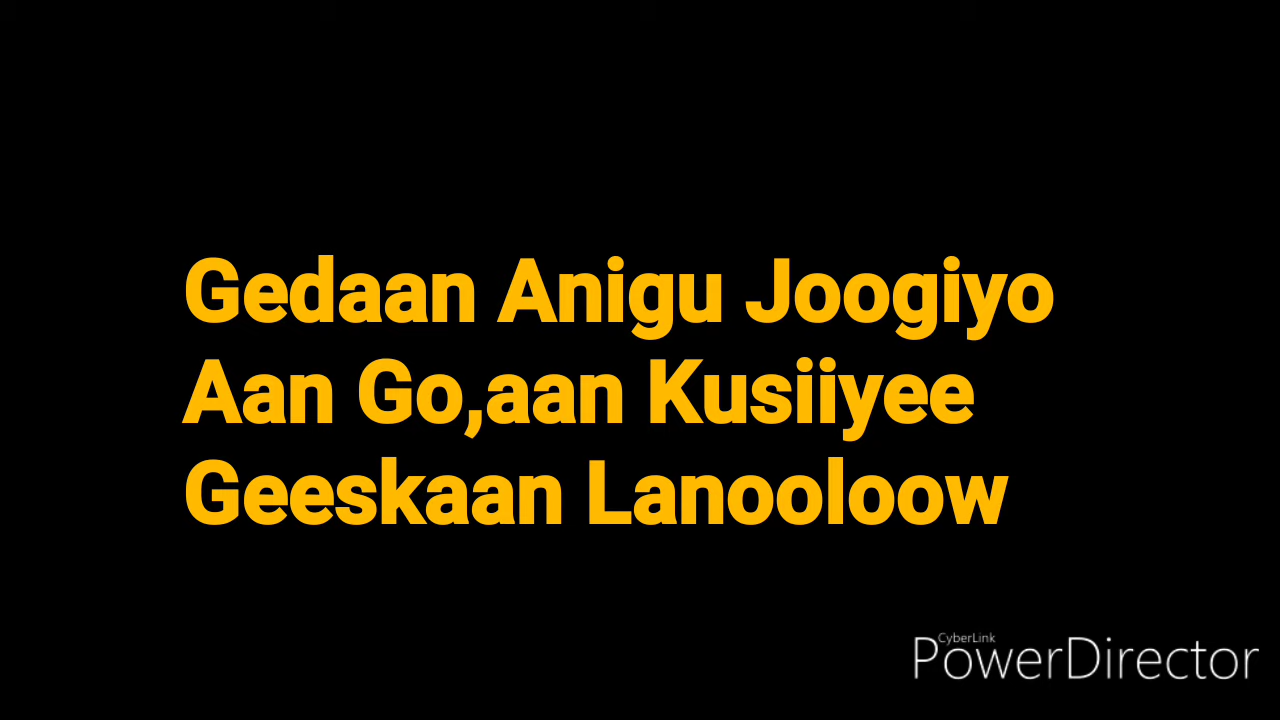 Gedaan Anigu Joogiyo
Aan Go,aan Kusiiyee
Geeskaan Lanooloow
CyberLink
PowerDirector